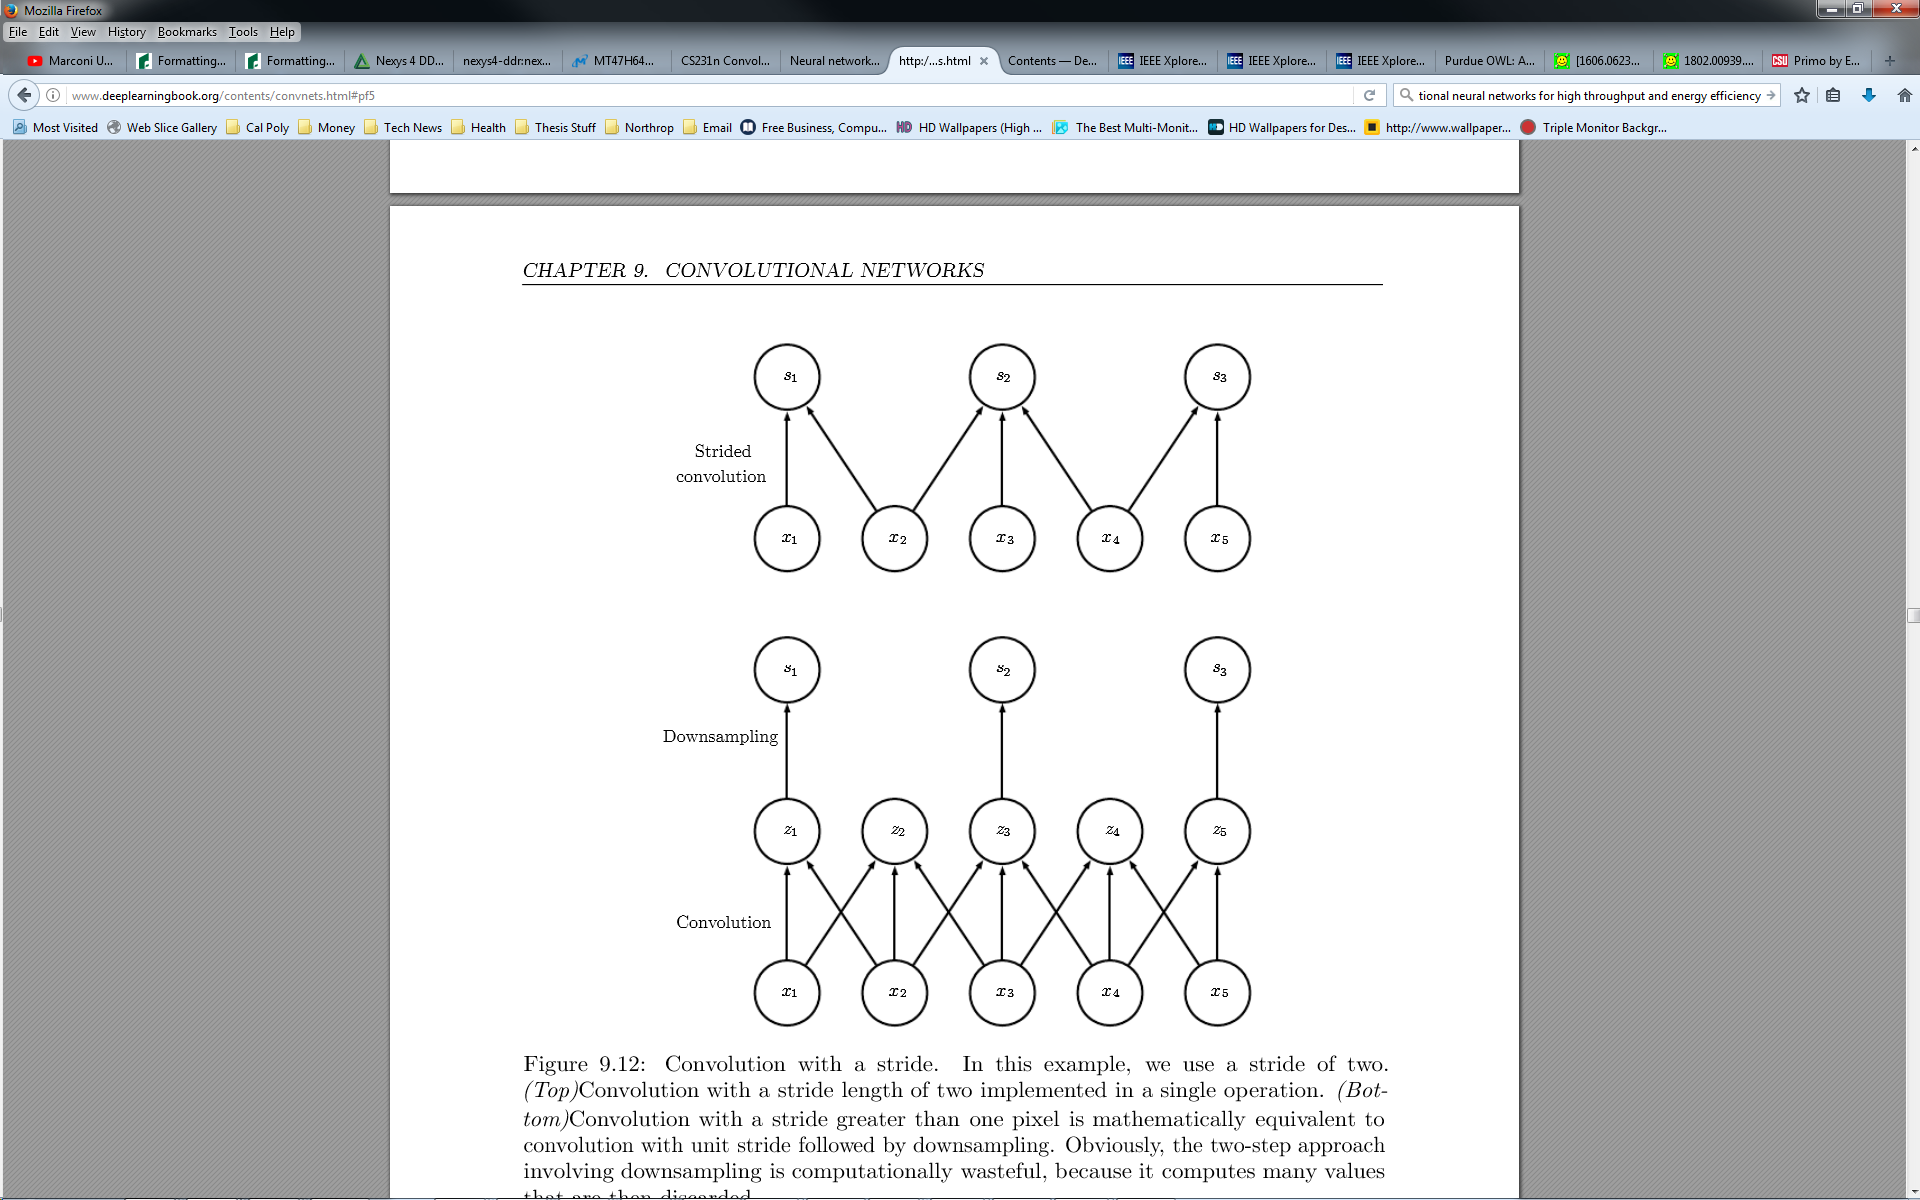 Mozilla Firefox
File Edit View History Bookmarks Tools Help
Marconi U... Formatting... Formatting... Nexys 4 DD... nexys4-ddr:nex... MT47H64... CS231n Convol... Neural network... http:/...s.html Contents — De... IEEE Xplore... IEEE Xplore... IEEE Xplore... Purdue OWL: A... [1606.0623... 1802.00939.... Primo by E...
www.deeplearningbook.org/contents/convnets.html#pf5 tional neural networks for high throughput and energy efficiency
Most Visited Web Slice Gallery Cal Poly Money Tech News Health Thesis Stuff Northrop Email Free Business, Compu... HD Wallpapers (High ... The Best Multi-Monit... HD Wallpapers for Des... http://www.wallpaper... Triple Monitor Backgr...
CHAPTER 9. CONVOLUTIONAL NETWORKS
s1 s2 s3
Strided
convolution
x1 x2 x3 x4 x5
s1 s2 s3
Downsampling
z1 z2 z3 z4 z5
Convolution
x1 x2 x3 x4 x5
Figure 9.12: Convolution with a stride. In this example, we use a stride of two.
(Top)Convolution with a stride length of two implemented in a single operation. (Bot-
tom)Convolution with a stride greater than one pixel is mathematically equivalent to
convolution with unit stride followed by downsampling. Obviously, the two-step approach
involving downsampling is computationally wasteful, because it computes many values
that are then discarded.